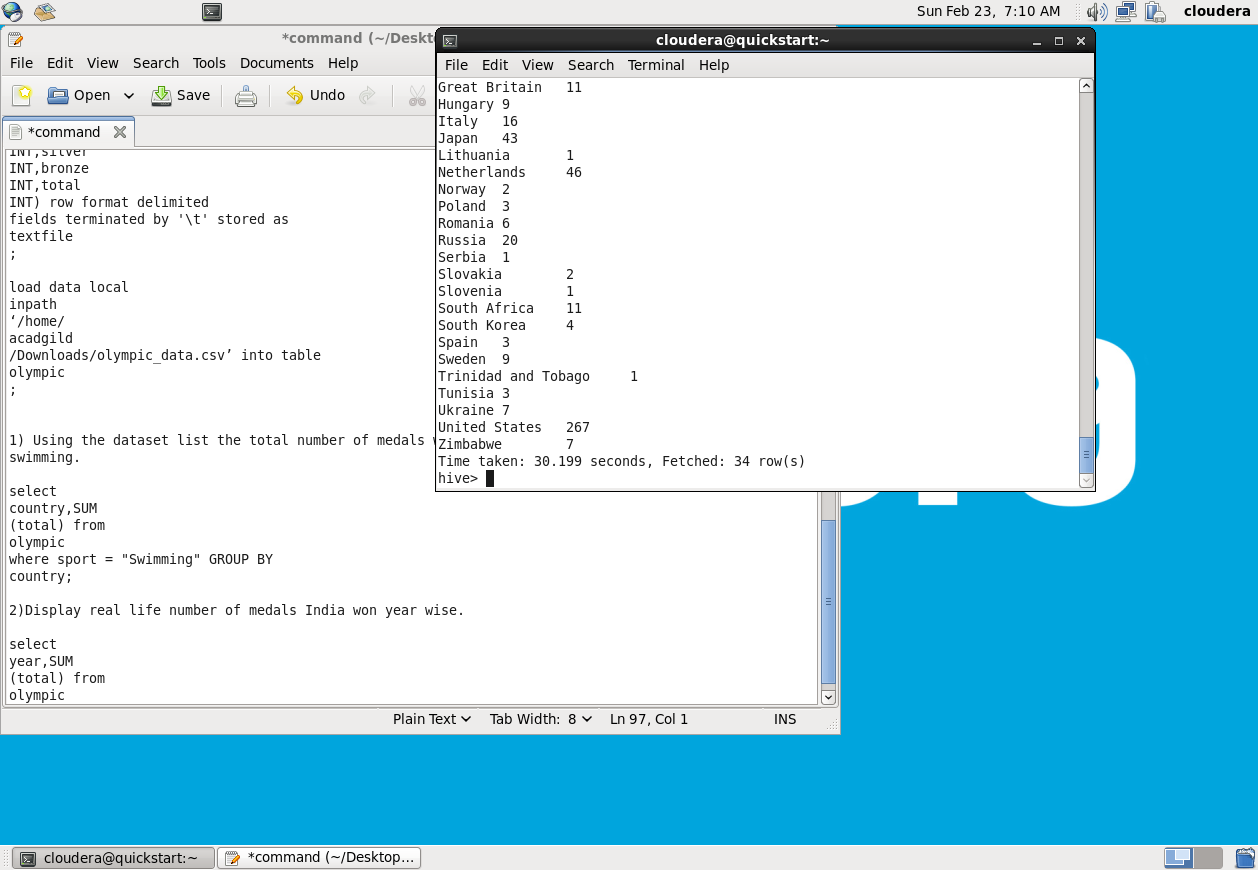 Sun Feb 23, 7:10 AM
cloudera
*command (~/Deskto
File Edit View Search Tools Documents Help
Open Save Undo
*command
INT,silver
INT,bronze
INT,total
INT) row format delimited
fields terminated by '\t' stored as
textfile
;
load data local
inpath
‘/home/
acadgild
/Downloads/olympic_data.csv’ into table
olympic
;
1) Using the dataset list the total number of medals
swimming.
select
country,SUM
(total) from
olympic
where sport = "Swimming" GROUP BY
country;
2)Display real life number of medals India won year wise.
select
year,SUM
(total) from
olympic
Plain Text Tab Width: 8 Ln 97, Col 1 INS
cloudera@quickstart:~
File Edit View Search Terminal Help
Great Britain 11
Hungary 9
Italy 16
Japan 43
Lithuania 1
Netherlands 46
Norway 2
Poland 3
Romania 6
Russia 20
Serbia 1
Slovakia 2
Slovenia 1
South Africa 11
South Korea 4
Spain 3
Sweden 9
Trinidad and Tobago 1
Tunisia 3
Ukraine 7
United States 267
Zimbabwe 7
Time taken: 30.199 seconds, Fetched: 34 row(s)
hive>
cloudera@quickstart:~
*command (~/Desktop...